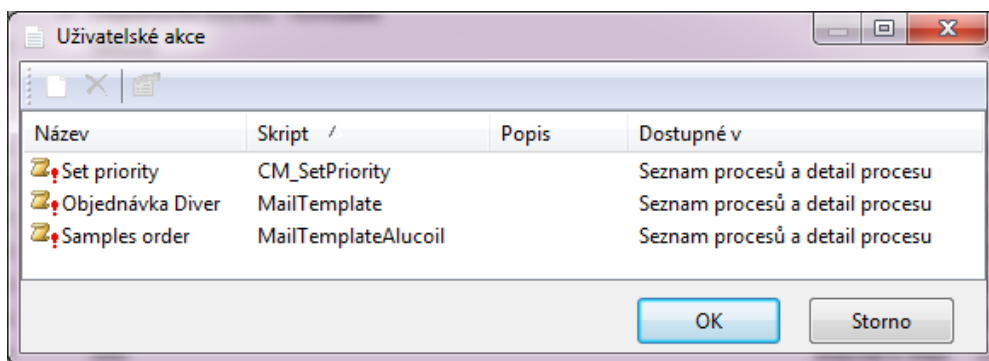 Uživatelské akce
Název Skript Popis Dostupné v
Set priority CM_SetPriority Seznam procesů a detail procesu
Objednávka Diver MailTemplate Seznam procesů a detail procesu
Samples order MailTemplateAlucoil Seznam procesů a detail procesu
OK Storno